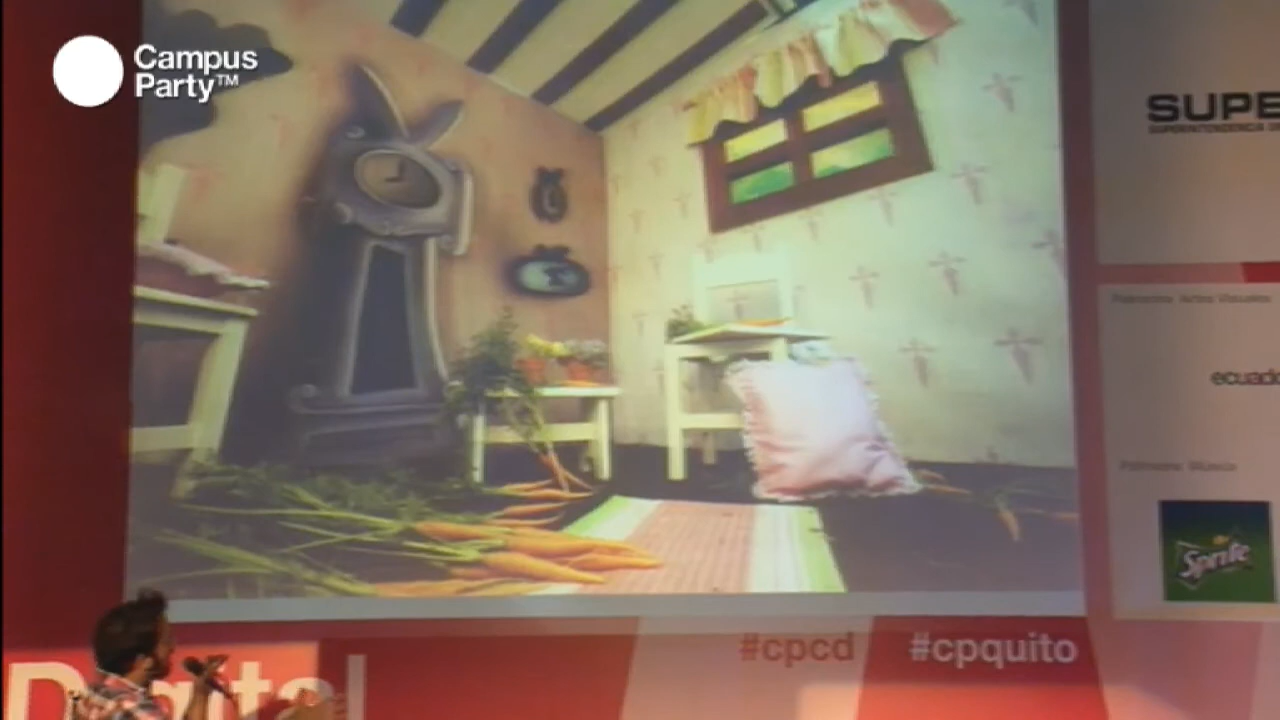 Campus
Party™
SUPE
ecuado
Sprite
#cpcd #cpquito
Digital